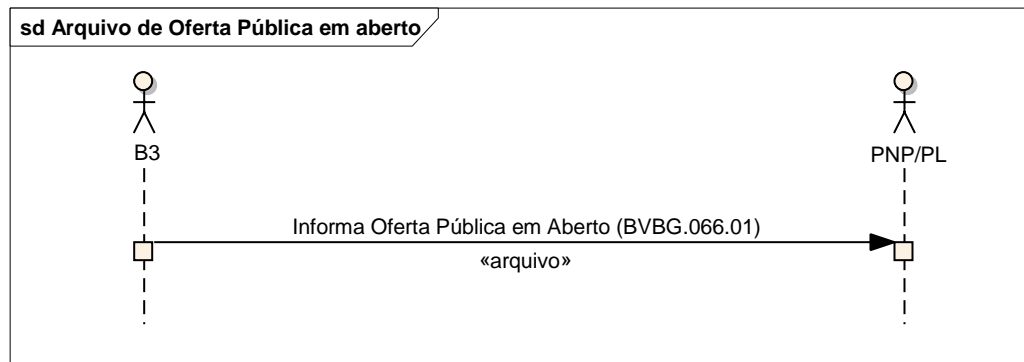 sd Arquivo de Oferta Pública em aberto
B3
PNP/PL
Informa Oferta Pública em Aberto (BVBG.066.01)
«arquivo»